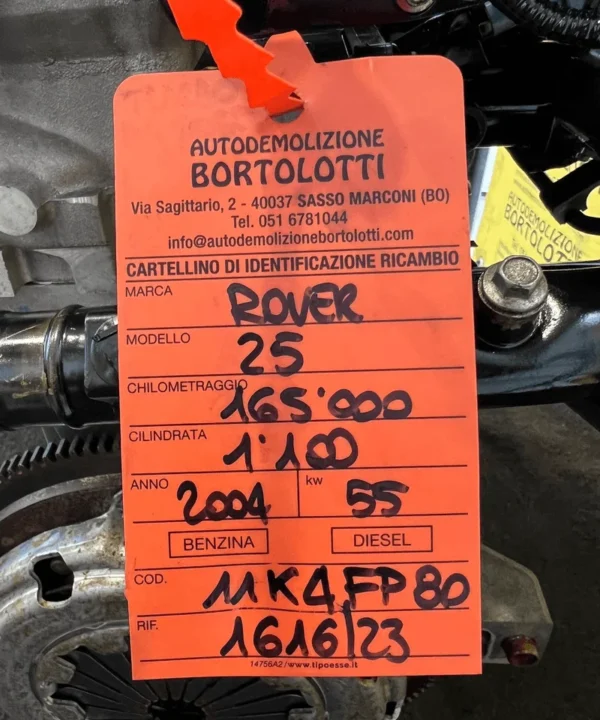 AUTODEMOLIZIONE
BORTOLOTTI
Via Sagittario, 2 - 40037 SASSO MARCONI (BO)
Tel. 051 6781044
info@autodemolizionebortolotti.com
CARTELLINO DI IDENTIFICAZIONE RICAMBIO
MARCA ROVER
MODELLO 25
CHILOMETRAGGIO 165'000
CILINDRATA 1'100
ANNO 2004 kw 55
BENZINA DIESEL
COD. 11K4FP80
RIF. 1616/23
14756A2/www.tipoesse.it
AUTODEMOLIZIONE
BORTOLOTTI